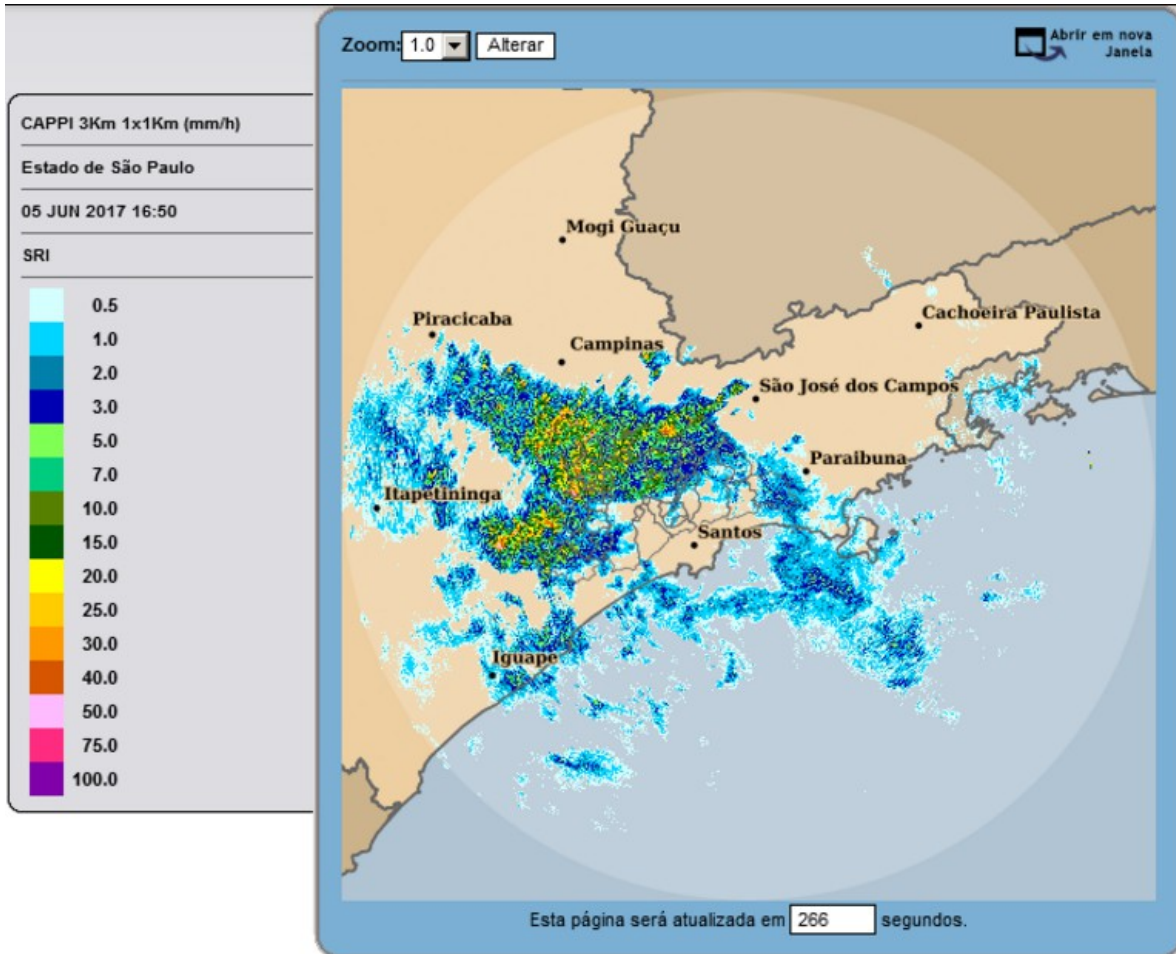 Zoom: 1.0 Alterar
Abrir em nova
Janela
CAPPI 3Km 1x1Km (mm/h)
Estado de São Paulo
05 JUN 2017 16:50
SRI
0.5
1.0
2.0
3.0
5.0
7.0
10.0
15.0
20.0
25.0
30.0
40.0
50.0
75.0
100.0
Mogi Guaçu
Piracicaba
Cachoeira Paulista
Campinas
São José dos Campos
Paraibuna
Itapetininga
Santos
Iguape
Esta página será atualizada em 266 segundos.